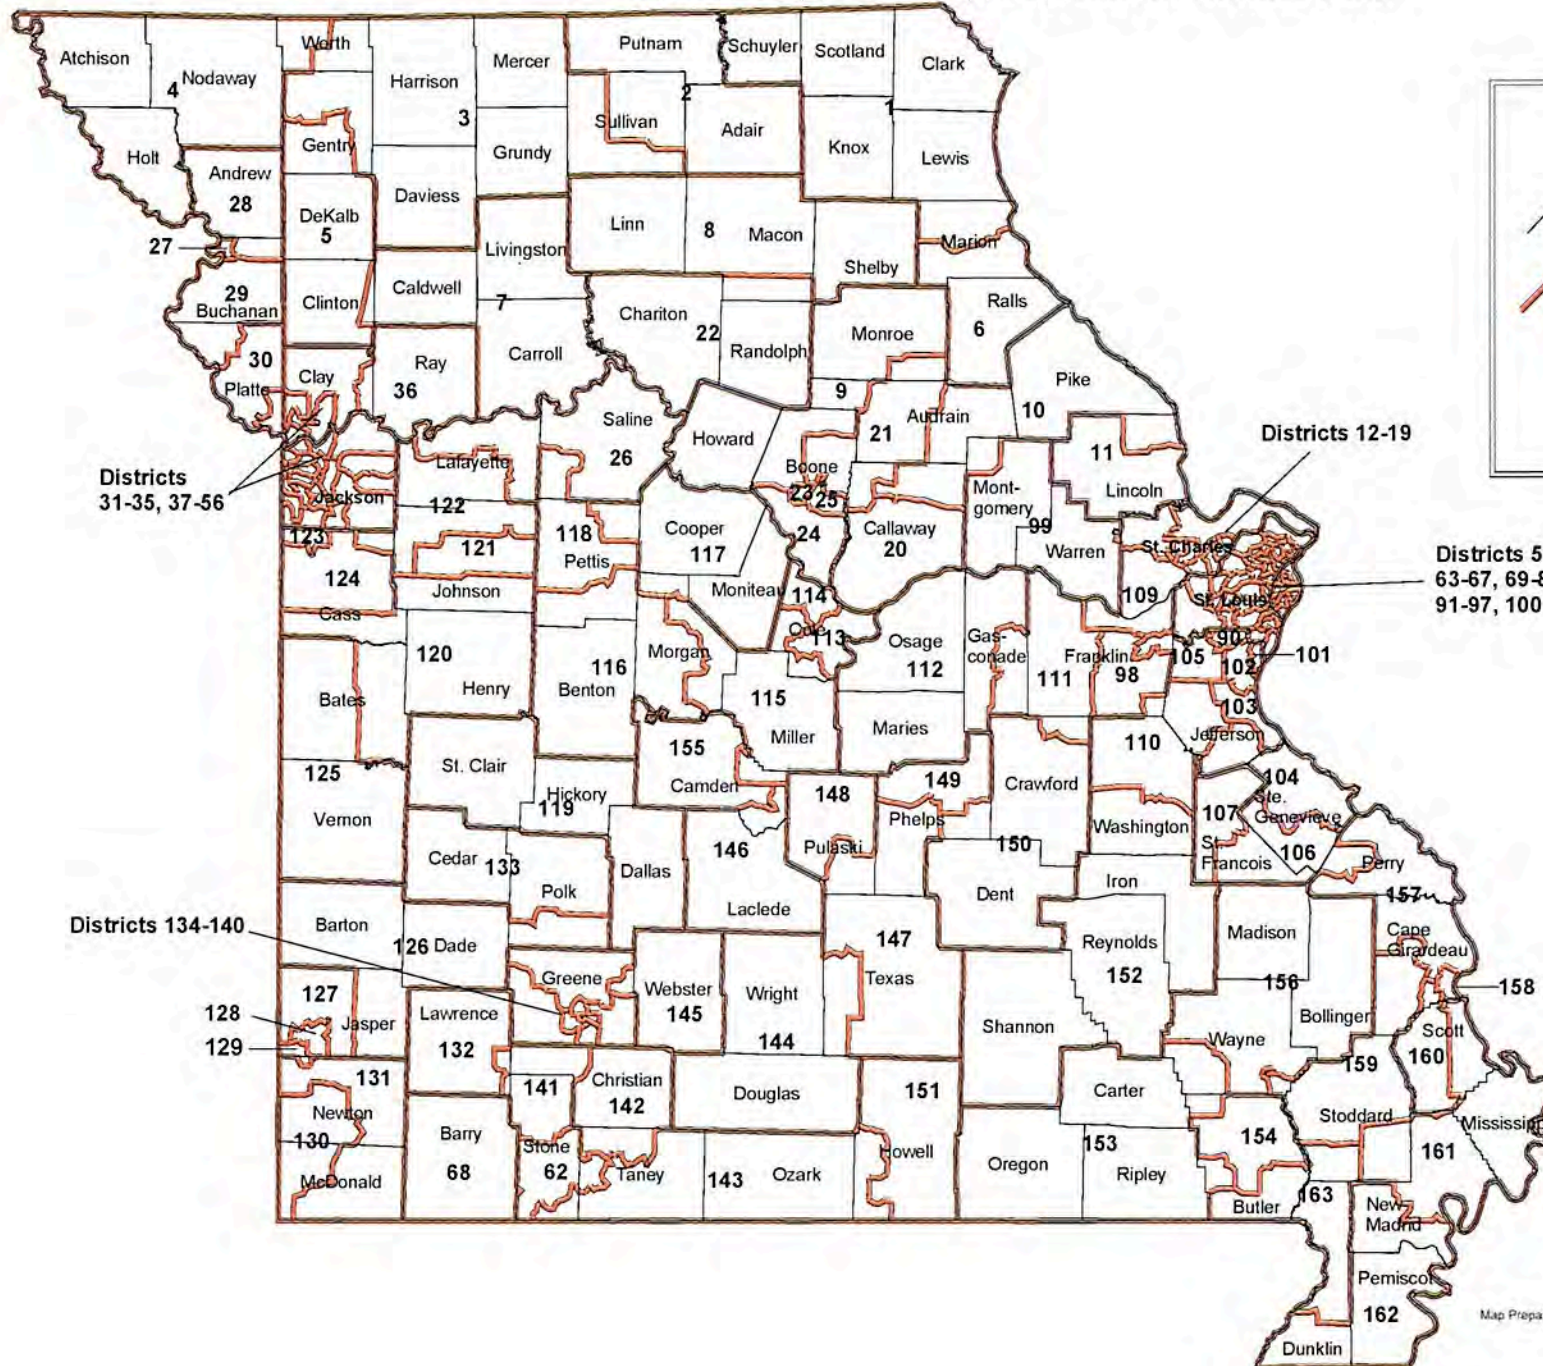 Atchison
Nodaway
4
Worth
Harrison
3
Mercer
Putnam
2
Schuyler
Scotland
Clark
1
Holt
Gentry
Grundy
Sullivan
Adair
Knox
Lewis
Andrew
28
DeKalb
5
Daviess
Linn
8
Macon
27
Livingston
Shelby
Marion
29
Buchanan
Clinton
Caldwell
7
Chariton
22
Randolph
Monroe
Ralls
6
30
Platte
Clay
Ray
36
Carroll
9
Pike
10
Saline
26
Howard
21
Audrain
11
Lincoln
Districts 12-19
Districts
31-35, 37-56
Jackson
Lafayette
122
Boone
23
25
24
Mont-
gomery
99
Warren
St. Charles
Callaway
20
Cooper
117
118
Pettis
121
123
124
Johnson
Cass
Moniteau
114
Cole
113
109
St. Louis
Districts 5
63-67, 69-8
91-97, 100
90
105
102
101
103
Jefferson
120
Henry
Bates
116
Benton
Morgan
Osage
112
Gas-
conade
111
Franklin
98
115
Miller
Maries
110
155
Camden
St. Clair
125
Vernon
Hickory
119
148
Pulaski
149
Phelps
Crawford
150
Washington
104
Ste.
Genevieve
107
St.
Francois
106
Perry
157
Cedar
133
Polk
Dallas
146
Laclede
Dent
Iron
Barton
126
Dade
Districts 134-140
147
Texas
Reynolds
152
Madison
156
Cape
Girardeau
158
127
Jasper
128
129
Greene
Lawrence
132
Webster
145
Wright
144
Shannon
Wayne
Bollinger
Scott
160
159
131
Newton
130
McDonald
141
Christian
142
Douglas
151
Carter
Stoddard
Mississipp
Barry
68
Stone
62
Taney
143
Ozark
Howell
Oregon
153
Ripley
154
Butler
161
163
New
Madrid
Pemiscot
162
Dunklin
Map Prepa